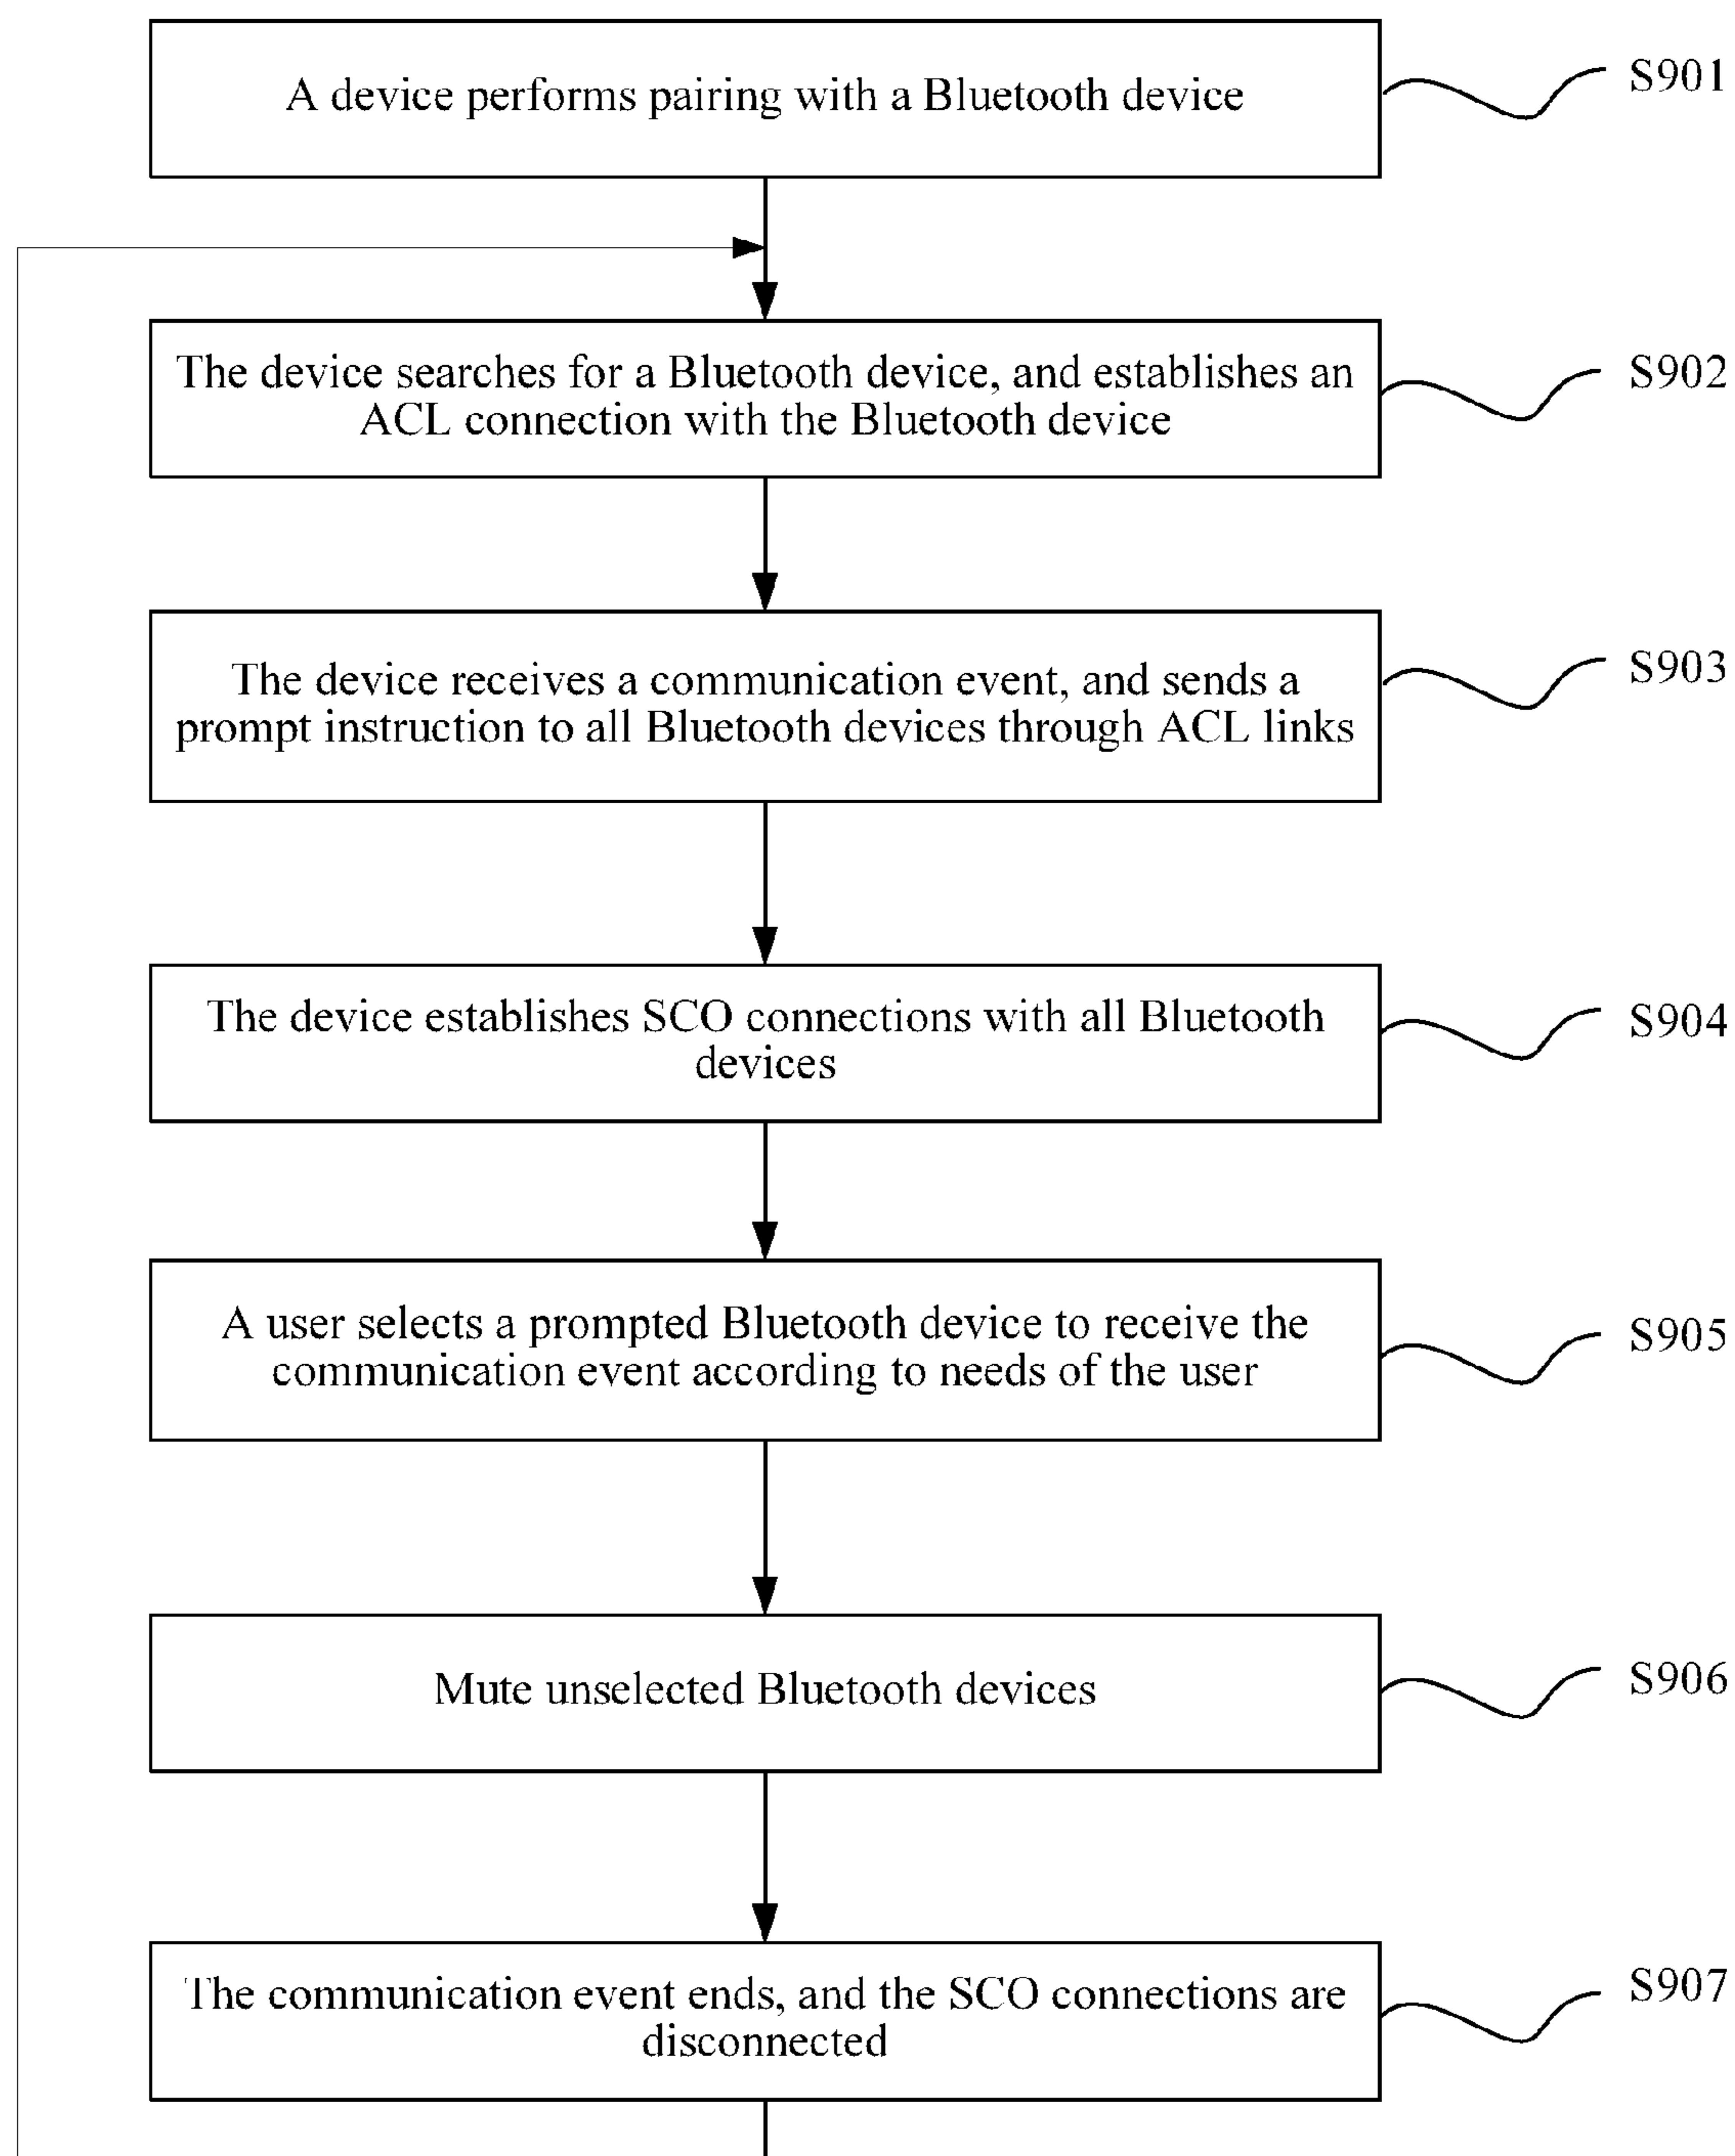 A device performs pairing with a Bluetooth device
S901
The device searches for a Bluetooth device, and establishes an
ACL connection with the Bluetooth device
S902
The device receives a communication event, and sends a
prompt instruction to all Bluetooth devices through ACL links
S903
The device establishes SCO connections with all Bluetooth
devices
S904
A user selects a prompted Bluetooth device to receive the
communication event according to needs of the user
S905
Mute unselected Bluetooth devices
S906
The communication event ends, and the SCO connections are
disconnected
S907